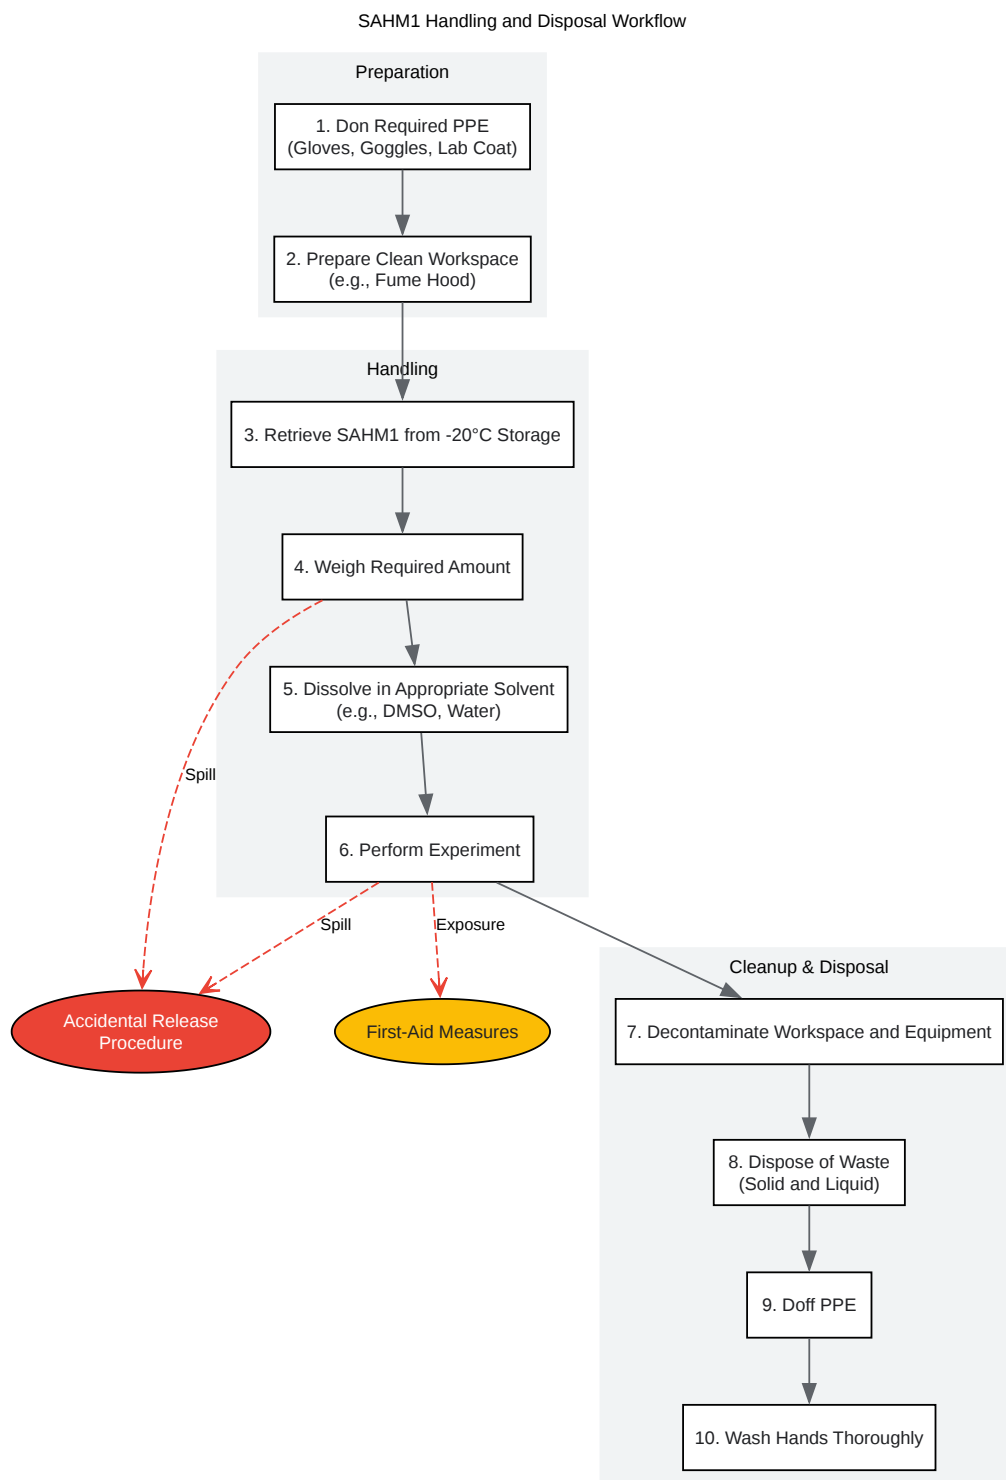 SAHM1 Handling and Disposal Workflow
Preparation
1. Don Required PPE
(Gloves, Goggles, Lab Coat)
2. Prepare Clean Workspace
(e.g., Fume Hood)
Handling
3. Retrieve SAHM1 from -20°C Storage
4. Weigh Required Amount
5. Dissolve in Appropriate Solvent
(e.g., DMSO, Water)
Spill
6. Perform Experiment
Spill
Exposure
Accidental Release
Procedure
First-Aid Measures
Cleanup & Disposal
7. Decontaminate Workspace and Equipment
8. Dispose of Waste
(Solid and Liquid)
9. Doff PPE
10. Wash Hands Thoroughly